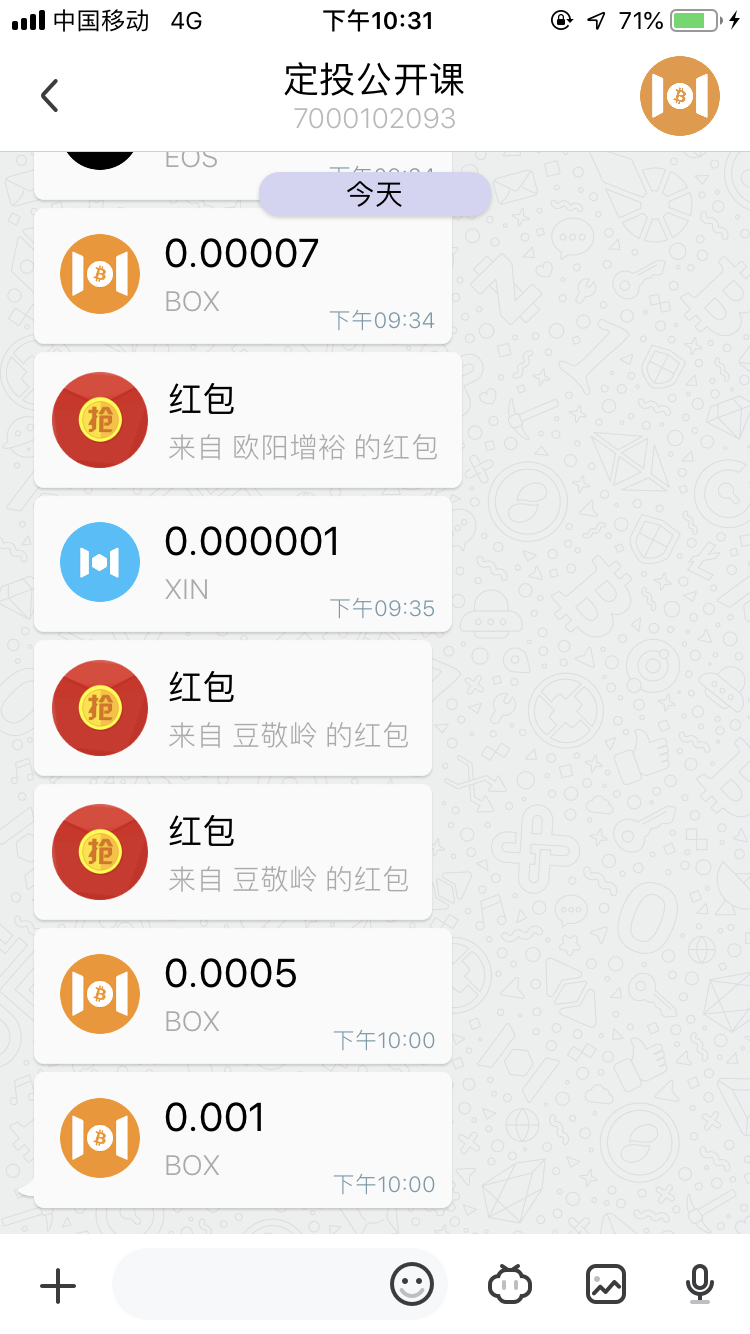 中国移动 4G 下午10:31 71%
定投公开课
7000102093
EOS
今天
0.00007
BOX
下午09:34
抢
红包
来自 欧阳增裕 的红包
0.000001
XIN
下午09:35
抢
红包
来自 豆敬岭 的红包
抢
红包
来自 豆敬岭 的红包
0.0005
BOX
下午10:00
0.001
BOX
下午10:00